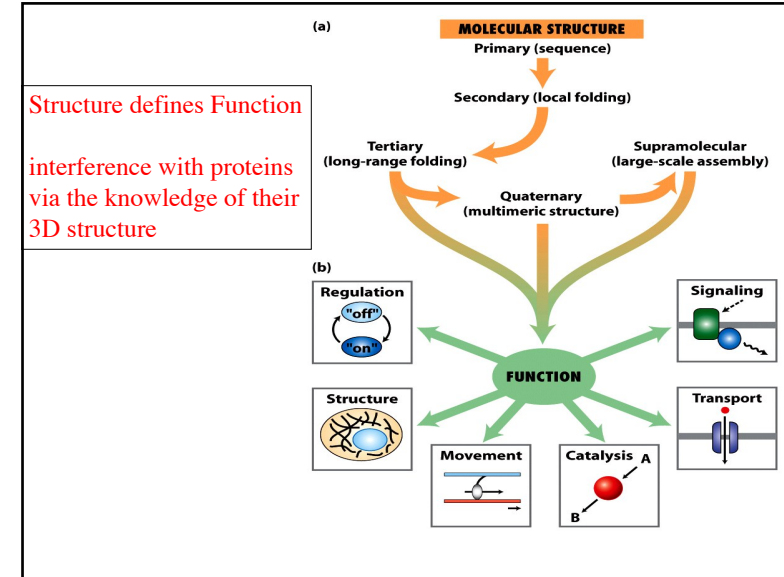 Structure defines Function
interference with proteins
via the knowledge of their
3D structure
(a)
MOLECULAR STRUCTURE
Primary (sequence)
Secondary (local folding)
Tertiary
(long-range folding)
Supramolecular
(large-scale assembly)
Quaternary
(multimeric structure)
(b)
Regulation
"off"
"on"
Signaling
FUNCTION
Structure
Transport
Movement
Catalysis
A
B